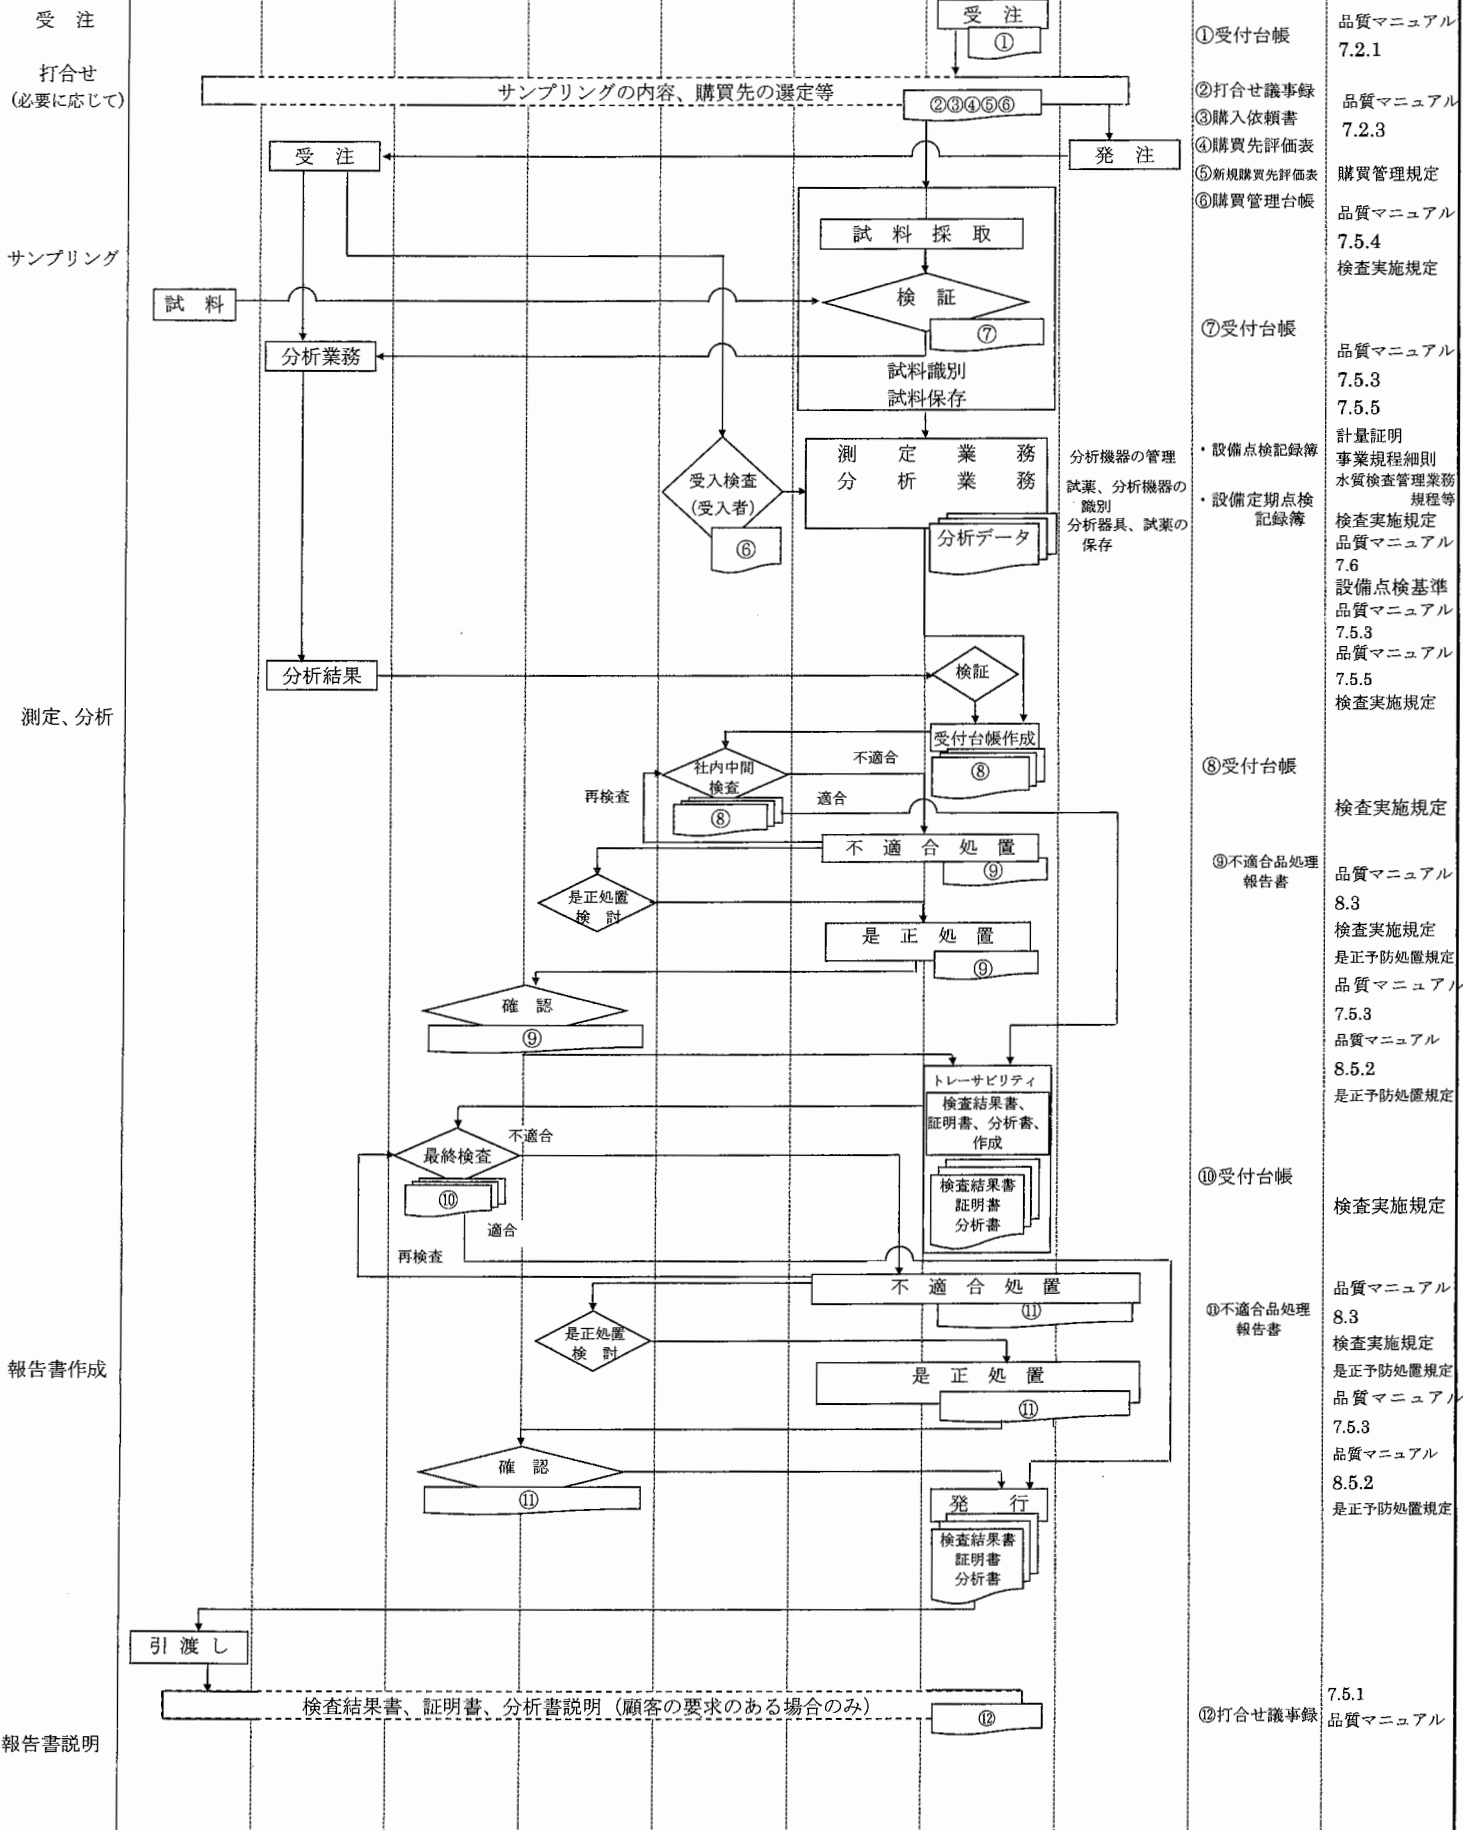 受 注
受 注
①
①受付台帳
品質マニュアル
7.2.1
打合せ
(必要に応じて)
サンプリングの内容、購買先の選定等
②③④⑤⑥
②打合せ議事録
③購入依頼書
④購買先評価表
⑤新規購買先評価表
⑥購買管理台帳
品質マニュアル
7.2.3
購買管理規定
品質マニュアル
7.5.4
検査実施規定
受 注
発 注
サンプリング
試 料 採 取
試 料
検 証
⑦
⑦受付台帳
分析業務
試料識別
試料保存
品質マニュアル
7.5.3
7.5.5
測 定 業 務
分 析 業 務
受入検査
(受入者)
⑥
分析データ
分析機器の管理
試薬、分析機器の
識別
分析器具、試薬の
保存
・設備点検記録簿
・設備定期点検
記録簿
計量証明
事業規程細則
水質検査管理業務
規程等
検査実施規定
品質マニュアル
7.6
設備点検基準
品質マニュアル
7.5.3
品質マニュアル
7.5.5
検査実施規定
分析結果
検証
測定、分析
受付台帳作成
⑧
社内中間
検査
⑧
不適合
適合
再検査
⑧受付台帳
検査実施規定
不 適 合 処 置
⑨
⑨不適合品処理
報告書
是正処置
検 討
是 正 処 置
⑨
確 認
⑨
品質マニュアル
8.3
検査実施規定
是正予防処置規定
品質マニュアル
7.5.3
品質マニュアル
8.5.2
是正予防処置規定
トレーサビリティ
検査結果書、
証明書、分析書、
作成
検査結果書
証明書
分析書
最終検査
⑩
不適合
適合
再検査
⑩受付台帳
検査実施規定
不 適 合 処 置
⑪
⑪不適合品処理
報告書
是正処置
検 討
報告書作成
是 正 処 置
⑪
確 認
⑪
品質マニュアル
8.3
検査実施規定
是正予防処置規定
品質マニュアル
7.5.3
品質マニュアル
8.5.2
是正予防処置規定
発 行
検査結果書
証明書
分析書
引 渡 し
検査結果書、証明書、分析書説明（顧客の要求のある場合のみ）
⑫
⑫打合せ議事録
7.5.1
品質マニュアル
報告書説明